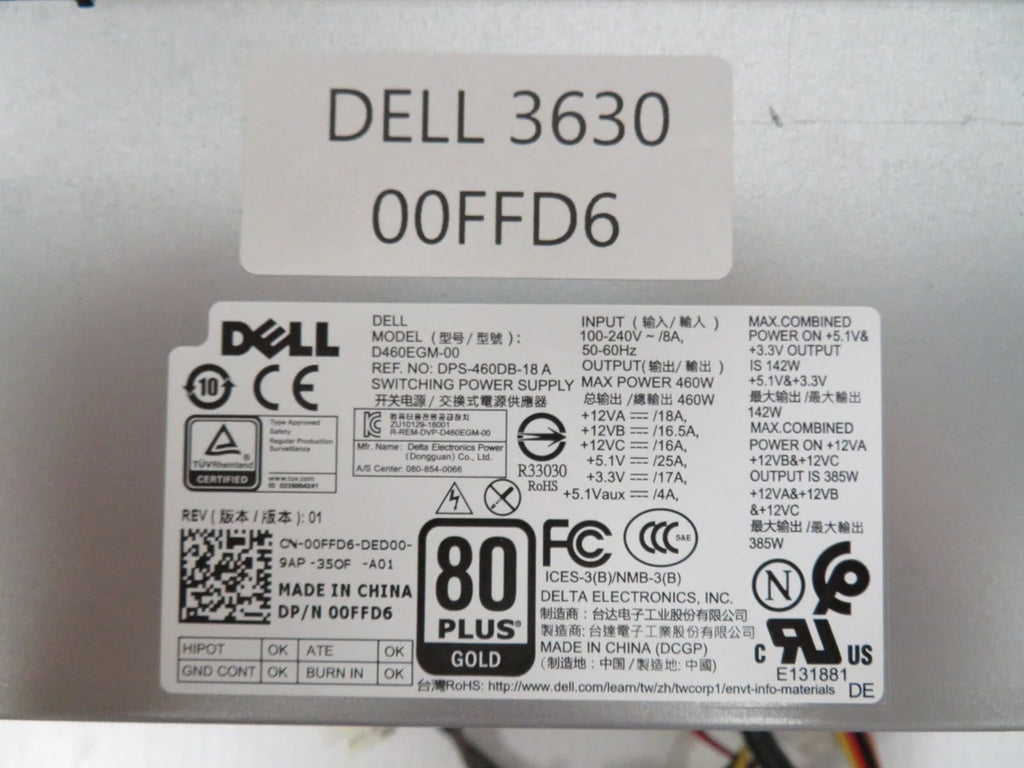 DELL 3630
00FFD6
DELL
10
CE
TÜVRheinland
CERTIFIED
Type Approved
Safety
Regular Production
Surveillance
www.tuv.com
ID 0239864241
DELL
MODEL (型号/型號):
D460EGM-00
REF. NO: DPS-460DB-18 A
SWITCHING POWER SUPPLY
开关电源 / 交換式電源供應器
ZU10129-18001
R-REM-DVP-D460EGM-00
Mfr. Name: Delta Electronics Power
(Dongguan) Co., Ltd.
A/S Center: 080-854-0066
R33030
RoHS
INPUT (输入/輸入)
100-240V ~ /8A,
50-60Hz
OUTPUT(输出/輸出)
MAX POWER 460W
总输出/總輸出 460W
+12VA ⎓ /18A,
+12VB ⎓ /16.5A,
+12VC ⎓ /16A,
+5.1V ⎓ /25A,
+3.3V ⎓ /17A,
+5.1Vaux ⎓ /4A,
MAX.COMBINED
POWER ON +5.1V&
+3.3V OUTPUT
IS 142W
+5.1V&+3.3V
最大输出 /最大輸出
142W
MAX.COMBINED
POWER ON +12VA
+12VB&+12VC
OUTPUT IS 385W
+12VA&+12VB
&+12VC
最大输出 /最大輸出
385W
REV (版本 / 版本): 01
CN-00FFD6-DED00-
9AP -350F -A01
MADE IN CHINA
DP/N 00FFD6
HIPOT OK ATE OK
GND CONT OK BURN IN OK
80
PLUS®
GOLD
FC
CCC S&E
ICES-3(B)/NMB-3(B)
DELTA ELECTRONICS, INC.
制造商：台达电子工业股份有限公司
製造商: 台達電子工業股份有限公司
MADE IN CHINA (DCGP)
(制造地：中国 / 製造地: 中國)
N
c RU US
E131881
台灣RoHS: http://www.dell.com/learn/tw/zh/twcorp1/envt-info-materials DE